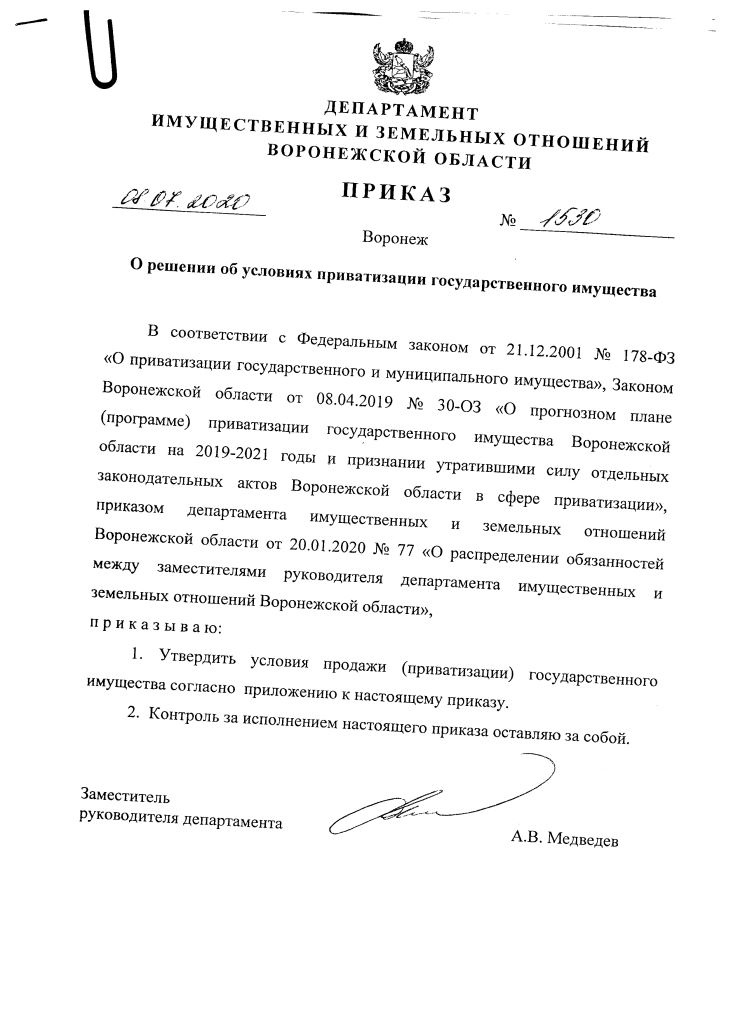 ДЕПАРТАМЕНТ
ИМУЩЕСТВЕННЫХ И ЗЕМЕЛЬНЫХ ОТНОШЕНИЙ
ВОРОНЕЖСКОЙ ОБЛАСТИ
ПРИКАЗ
08.07.2020
№ 1530
Воронеж
О решении об условиях приватизации государственного имущества
В соответствии с Федеральным законом от 21.12.2001 № 178-ФЗ
«О приватизации государственного и муниципального имущества», Законом
Воронежской области от 08.04.2019 № 30-ОЗ «О прогнозном плане
(программе) приватизации государственного имущества Воронежской
области на 2019-2021 годы и признании утратившими силу отдельных
законодательных актов Воронежской области в сфере приватизации»,
приказом департамента имущественных и земельных отношений
Воронежской области от 20.01.2020 № 77 «О распределении обязанностей
между заместителями руководителя департамента имущественных и
земельных отношений Воронежской области»,
п р и к а з ы в а ю:
1. Утвердить условия продажи (приватизации) государственного
имущества согласно приложению к настоящему приказу.
2. Контроль за исполнением настоящего приказа оставляю за собой.
Заместитель
руководителя департамента
А.В. Медведев